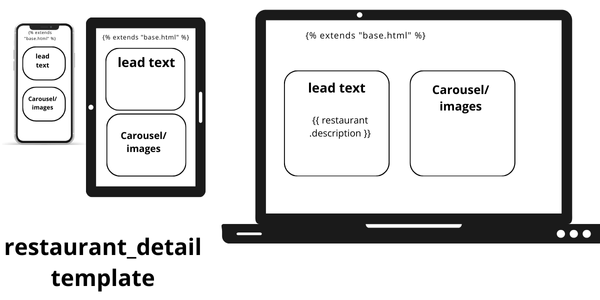 {% extends
"base.html" %}
lead
text
Carousel/
images
{% extends "base.html" %}
lead text
Carousel/
images
{% extends "base.html" %}
lead text
{{ restaurant
.description }}
Carousel/
images
restaurant_detail
template